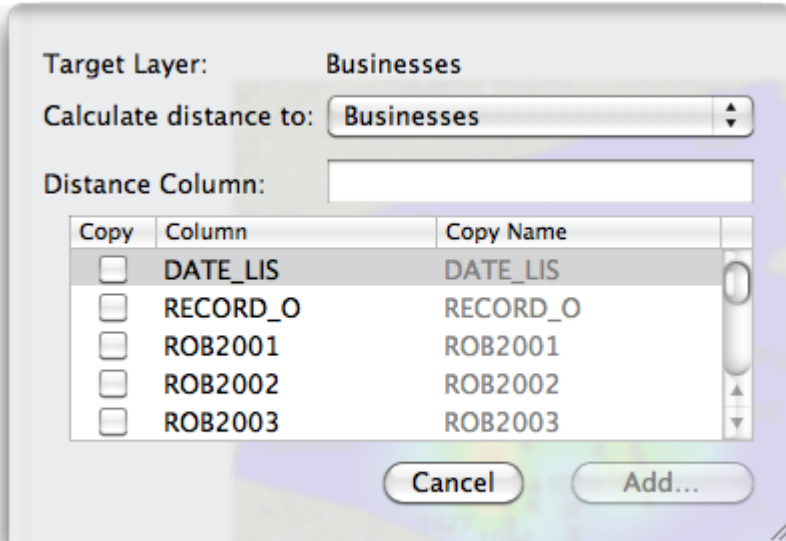 Target Layer: Businesses
Calculate distance to: Businesses
Distance Column:
Copy Column Copy Name
DATE_LIS DATE_LIS
RECORD_O RECORD_O
ROB2001 ROB2001
ROB2002 ROB2002
ROB2003 ROB2003
Cancel Add...